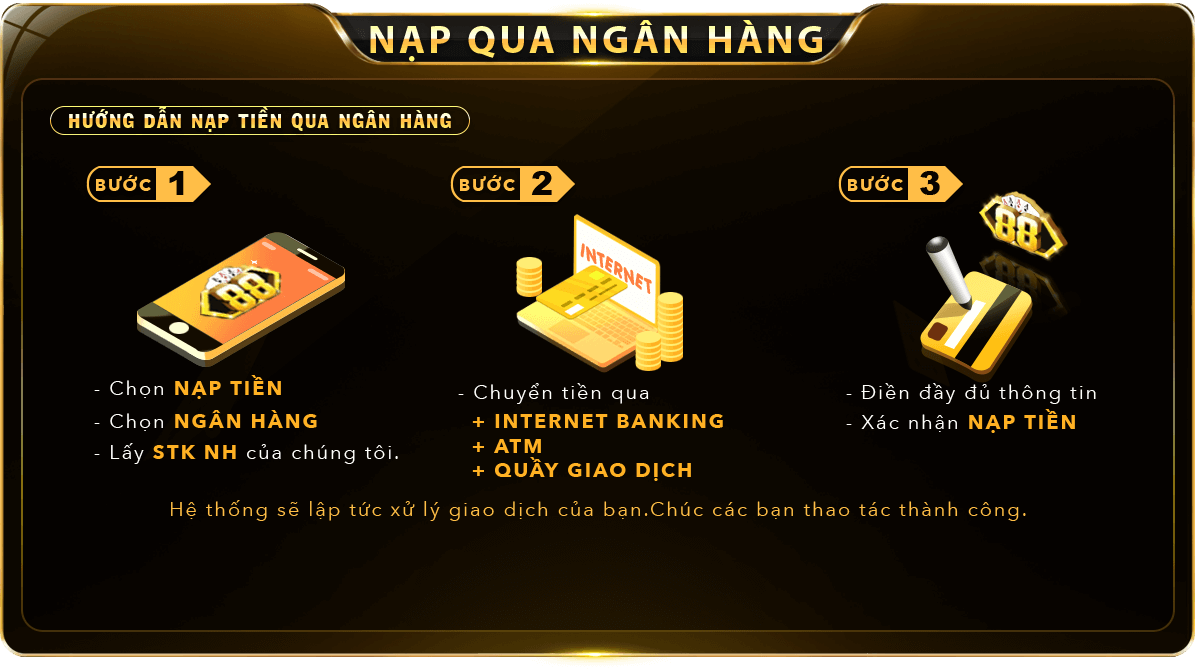 NẠP QUA NGÂN HÀNG
HƯỚNG DẪN NẠP TIỀN QUA NGÂN HÀNG
BƯỚC 1
88
- Chọn NẠP TIỀN
- Chọn NGÂN HÀNG
- Lấy STK NH của chúng tôi.
BƯỚC 2
INTERNET
- Chuyển tiền qua
+ INTERNET BANKING
+ ATM
+ QUẦY GIAO DỊCH
BƯỚC 3
88
- Điền đầy đủ thông tin
- Xác nhận NẠP TIỀN
Hệ thống sẽ lập tức xử lý giao dịch của bạn.Chúc các bạn thao tác thành công.